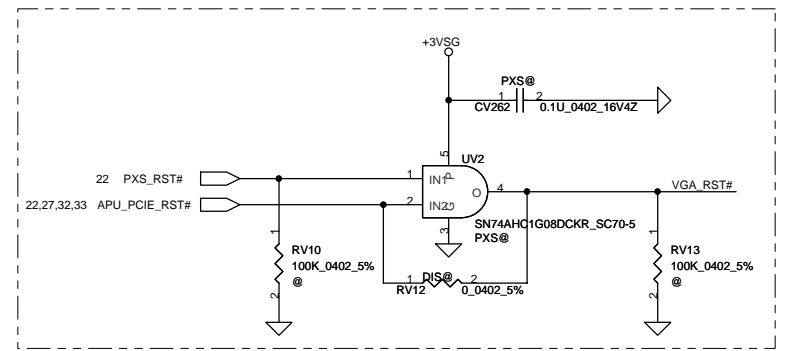 +3VSG
PXS@
1 2
CV262 0.1U_0402_16V4Z
5
UV2
22 PXS_RST#
1 IN1 P
O 4
VGA_RST#
22,27,32,33 APU_PCIE_RST#
2 IN2 G
3
SN74AHC1G08DCKR_SC70-5
PXS@
1
RV10
100K_0402_5%
@
2
1 DIS@ 2
RV12 0_0402_5%
1
RV13
100K_0402_5%
@
2